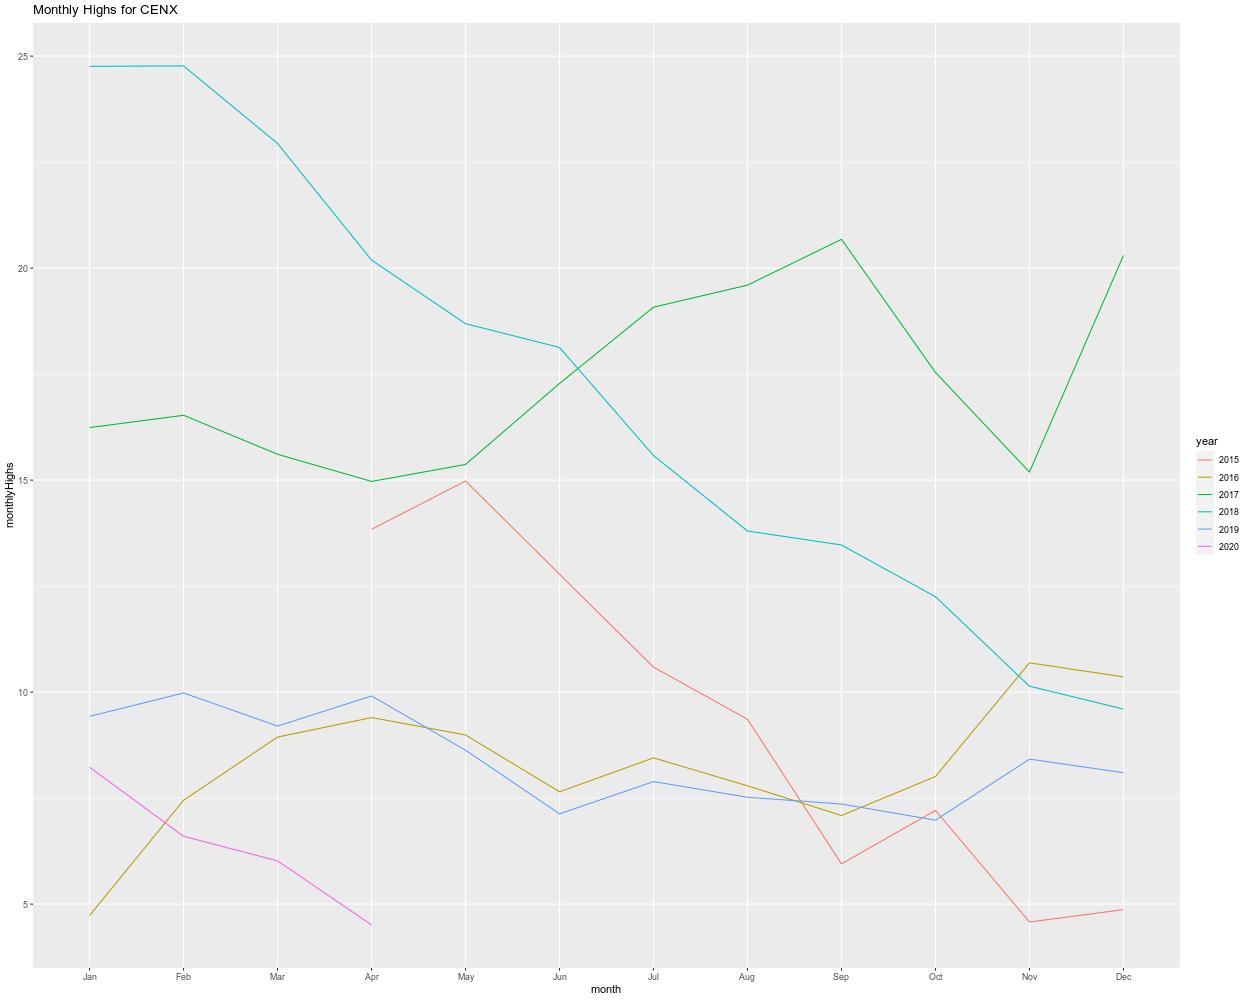 Monthly Highs for CENX
25
20
15
10
5
monthlyHighs
Jan Feb Mar Apr May Jun Jul Aug Sep Oct Nov Dec
month
year
2015
2016
2017
2018
2019
2020